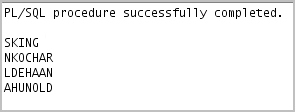 PL/SQL procedure successfully completed.
SKING
NKOCHAR
LDEHAAN
AHUNOLD